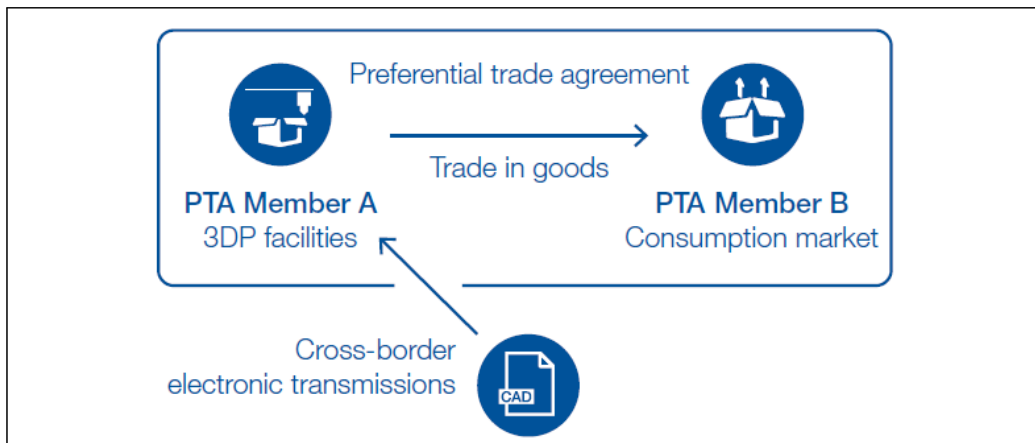 Preferential trade agreement
Trade in goods
PTA Member A
3DP facilities
PTA Member B
Consumption market
Cross-border
electronic transmissions
CAD